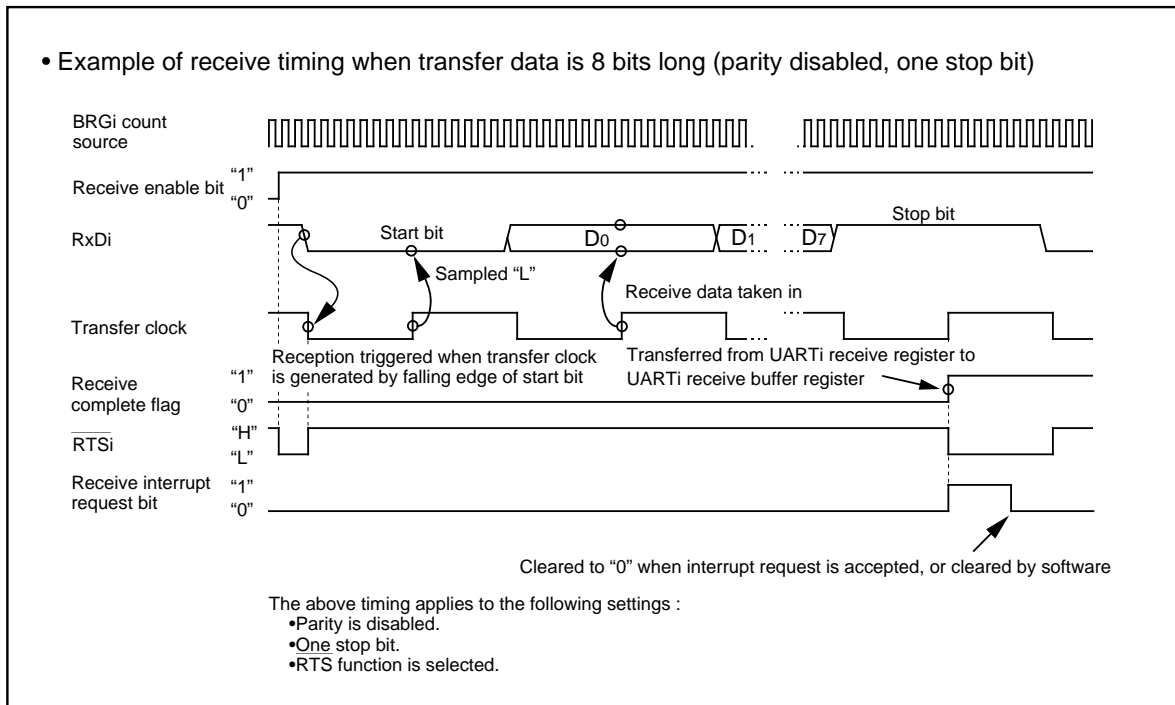 • Example of receive timing when transfer data is 8 bits long (parity disabled, one stop bit)
BRGi count
source
Receive enable bit
“1”
“0”
RxDi
Start bit
D0
D1
D7
Stop bit
Sampled “L”
Receive data taken in
Transfer clock
Reception triggered when transfer clock
is generated by falling edge of start bit
Transferred from UARTi receive register to
UARTi receive buffer register
Receive
complete flag
“1”
“0”
RTSi
“H”
“L”
Receive interrupt
request bit
“1”
“0”
Cleared to “0” when interrupt request is accepted, or cleared by software
The above timing applies to the following settings :
•Parity is disabled.
•One stop bit.
•RTS function is selected.